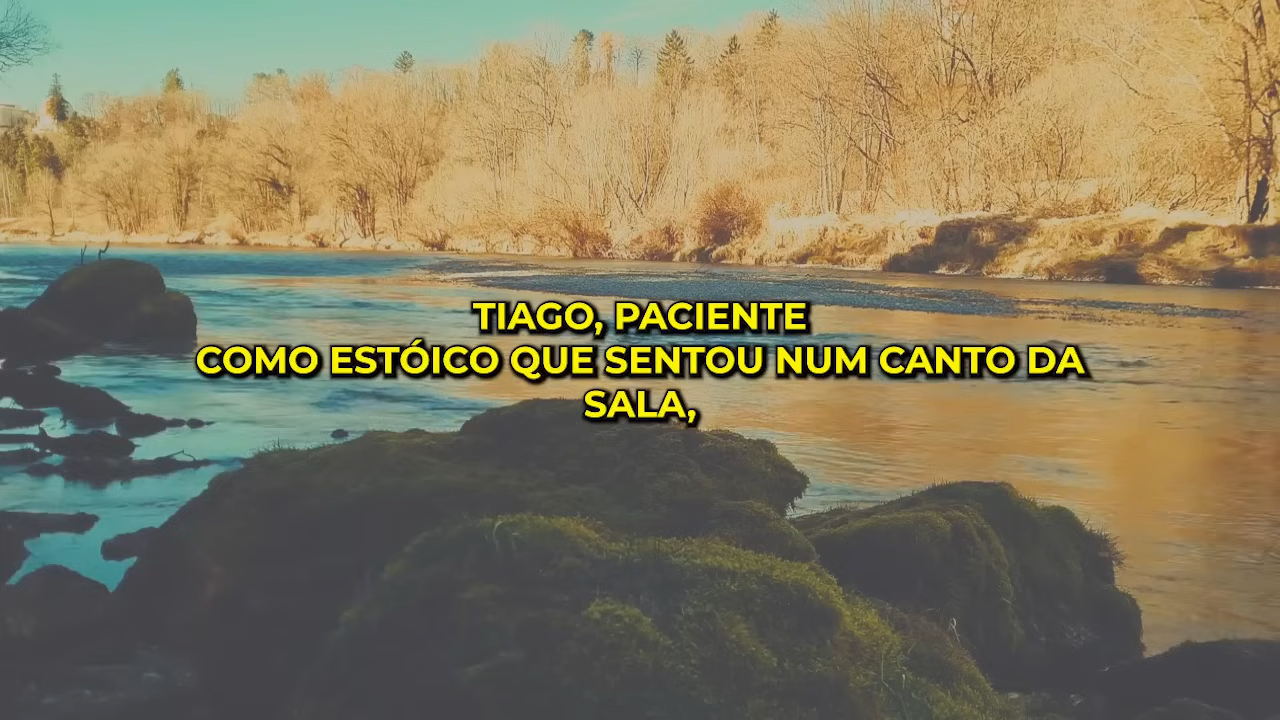 TIAGO, PACIENTE
COMO ESTÓICO QUE SENTOU NUM CANTO DA
SALA,